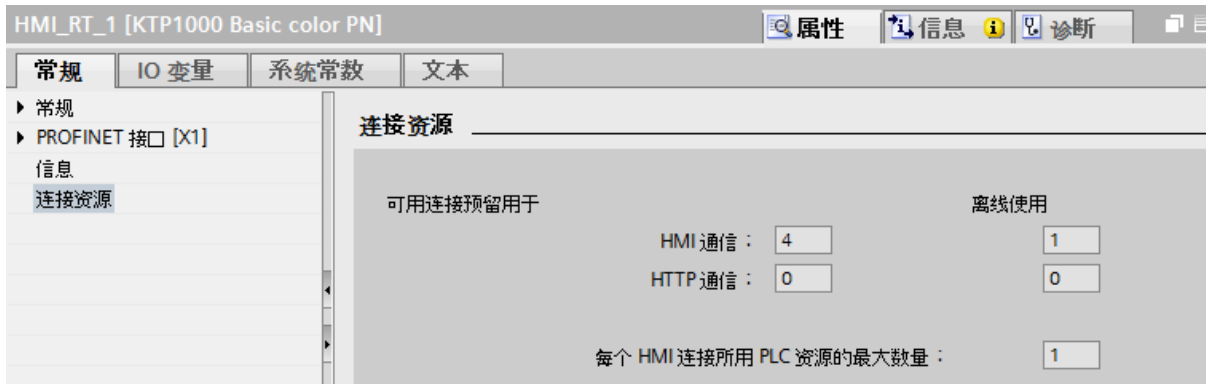 HMI_RT_1 [KTP1000 Basic color PN]
属性
信息
诊断
常规
IO 变量
系统常数
文本
常规
PROFINET 接口 [X1]
信息
连接资源
连接资源
可用连接预留用于
离线使用
HMI 通信：
4
1
HTTP 通信：
0
0
每个 HMI 连接所用 PLC 资源的最大数量：
1